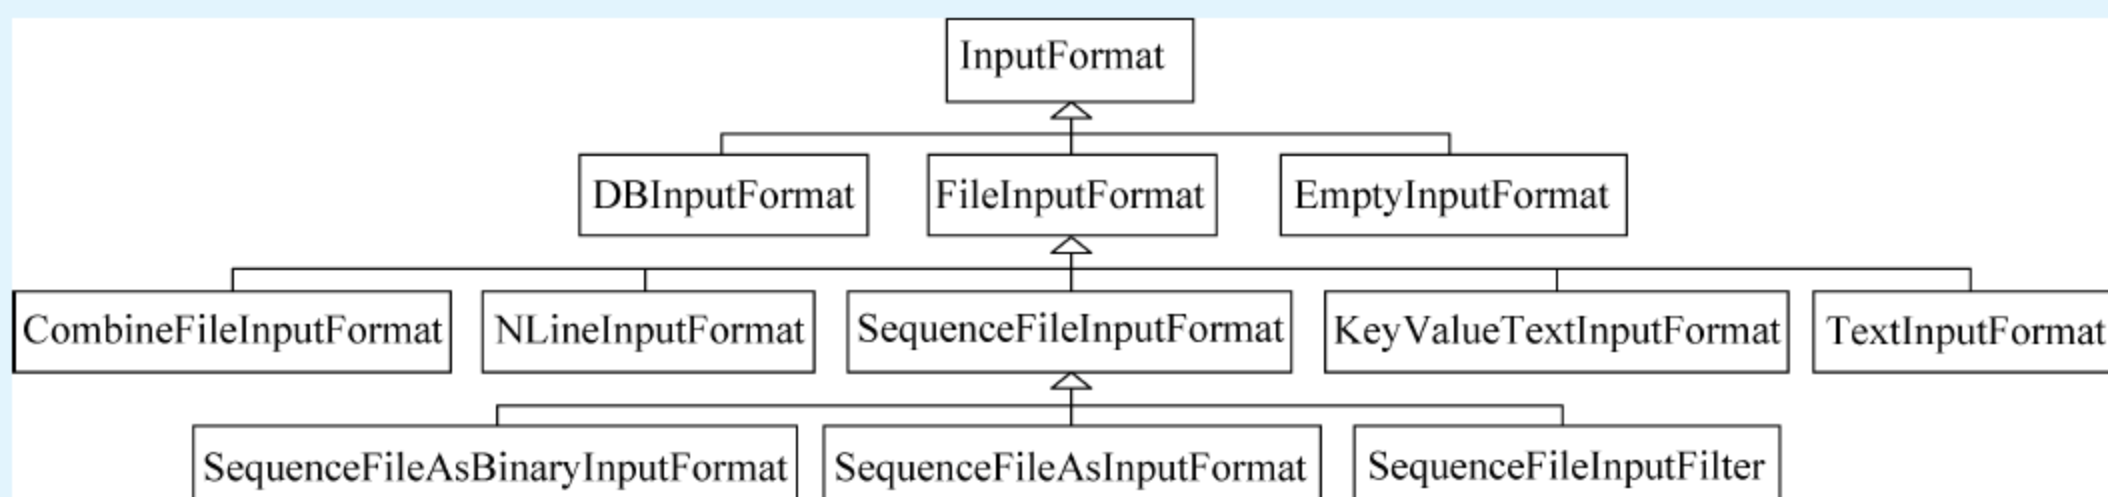 InputFormat
DBInputFormat FileInputFormat EmptyInputFormat
CombineFileInputFormat NLineInputFormat SequenceFileInputFormat KeyValueTextInputFormat TextInputFormat
SequenceFileAsBinaryInputFormat SequenceFileAsInputFormat SequenceFileInputFilter